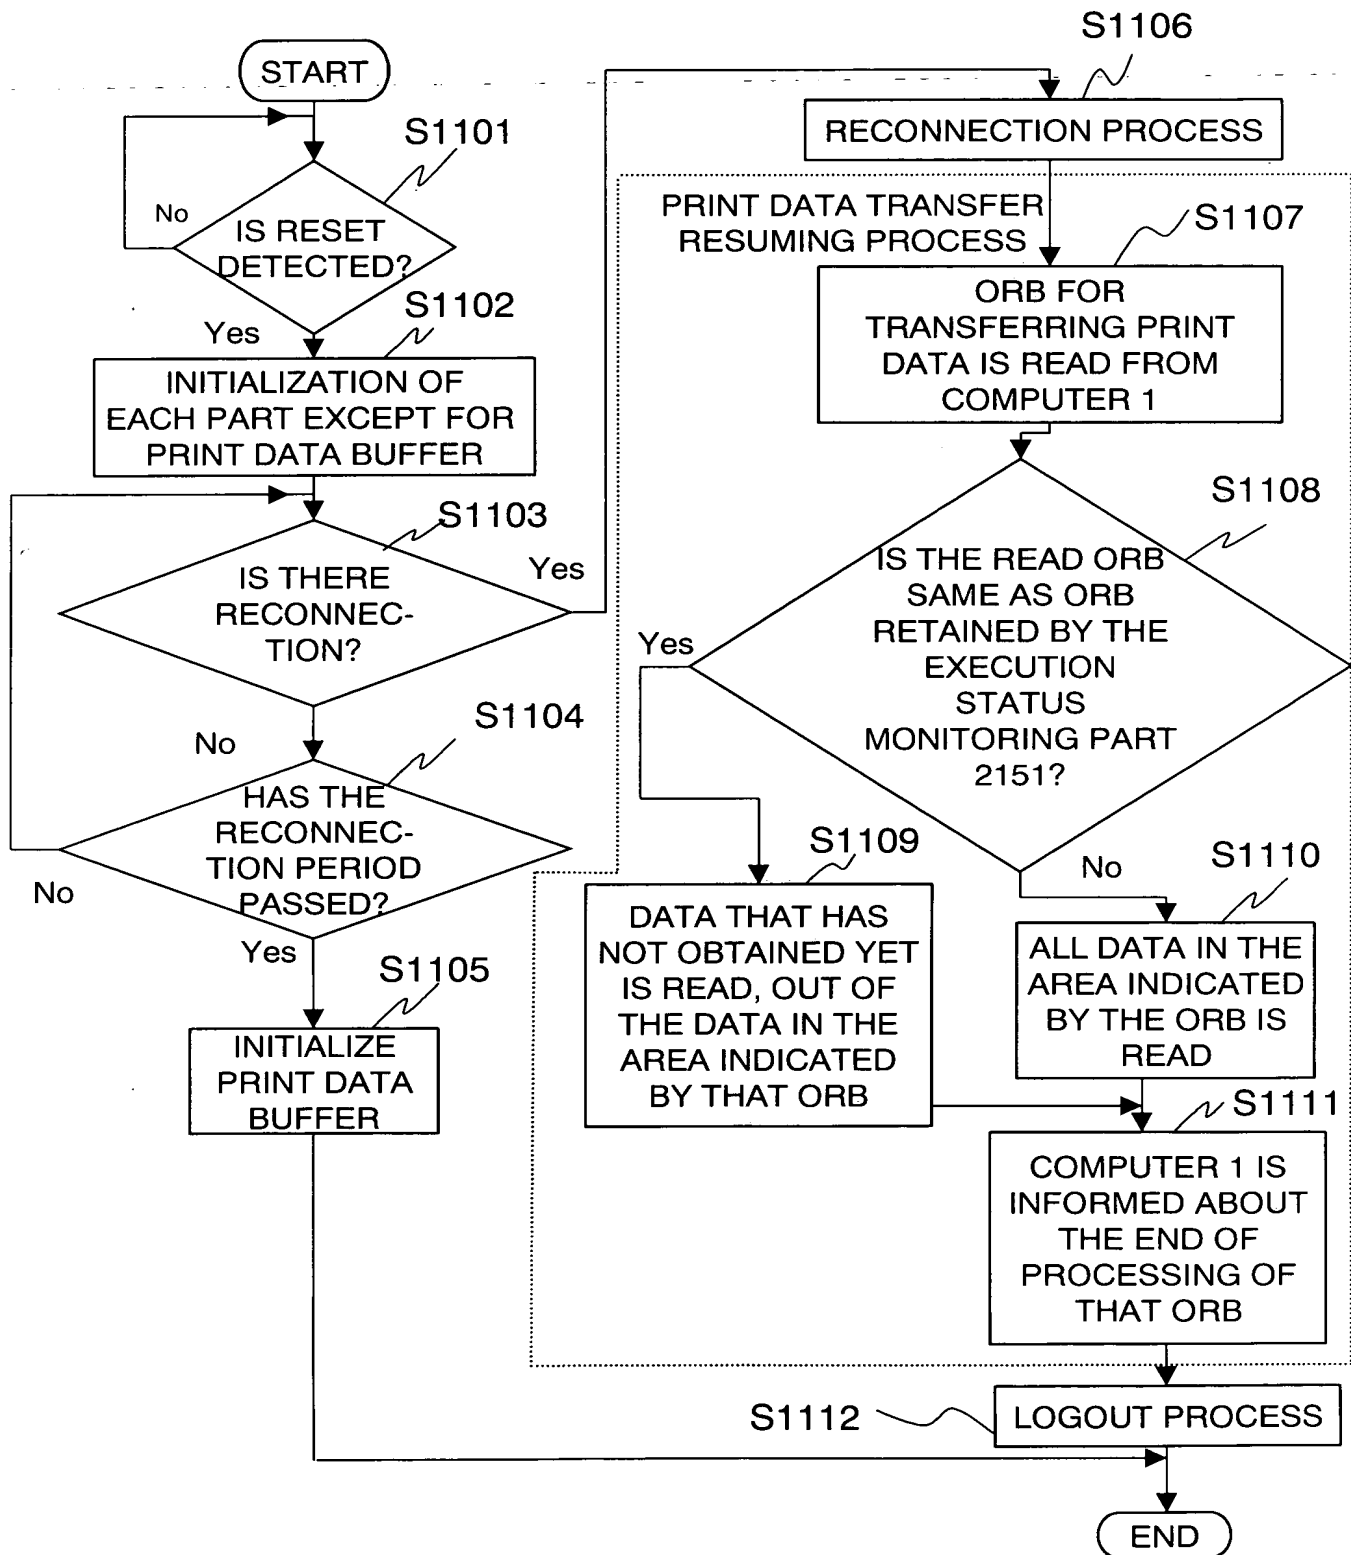 START
S1101
No
IS RESET
DETECTED?
S1102
Yes
INITIALIZATION OF
EACH PART EXCEPT FOR
PRINT DATA BUFFER
S1103
IS THERE
RECONNEC-
TION?
Yes
S1104
No
HAS THE
RECONNEC-
TION PERIOD
PASSED?
No
Yes
S1105
INITIALIZE
PRINT DATA
BUFFER
S1106
RECONNECTION PROCESS
PRINT DATA TRANSFER
RESUMING PROCESS
S1107
ORB FOR
TRANSFERRING PRINT
DATA IS READ FROM
COMPUTER 1
S1108
IS THE READ ORB
SAME AS ORB
RETAINED BY THE
EXECUTION
STATUS
MONITORING PART
2151?
Yes
No
S1109
DATA THAT HAS
NOT OBTAINED YET
IS READ, OUT OF
THE DATA IN THE
AREA INDICATED
BY THAT ORB
S1110
ALL DATA IN THE
AREA INDICATED
BY THE ORB IS
READ
S1111
COMPUTER 1 IS
INFORMED ABOUT
THE END OF
PROCESSING OF
THAT ORB
S1112
LOGOUT PROCESS
END